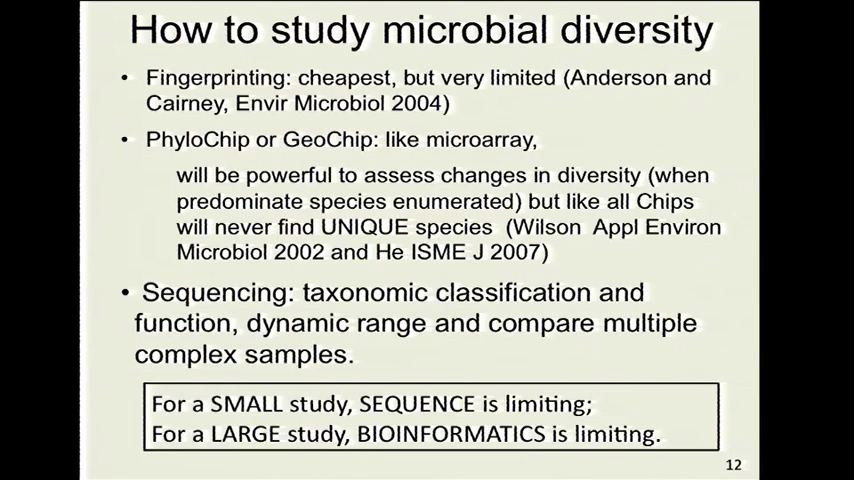 How to study microbial diversity
• Fingerprinting: cheapest, but very limited (Anderson and
Cairney, Envir Microbiol 2004)
• PhyloChip or GeoChip: like microarray,
will be powerful to assess changes in diversity (when
predominate species enumerated) but like all Chips
will never find UNIQUE species (Wilson Appl Environ
Microbiol 2002 and He ISME J 2007)
• Sequencing: taxonomic classification and
function, dynamic range and compare multiple
complex samples.
For a SMALL study, SEQUENCE is limiting;
For a LARGE study, BIOINFORMATICS is limiting.
12